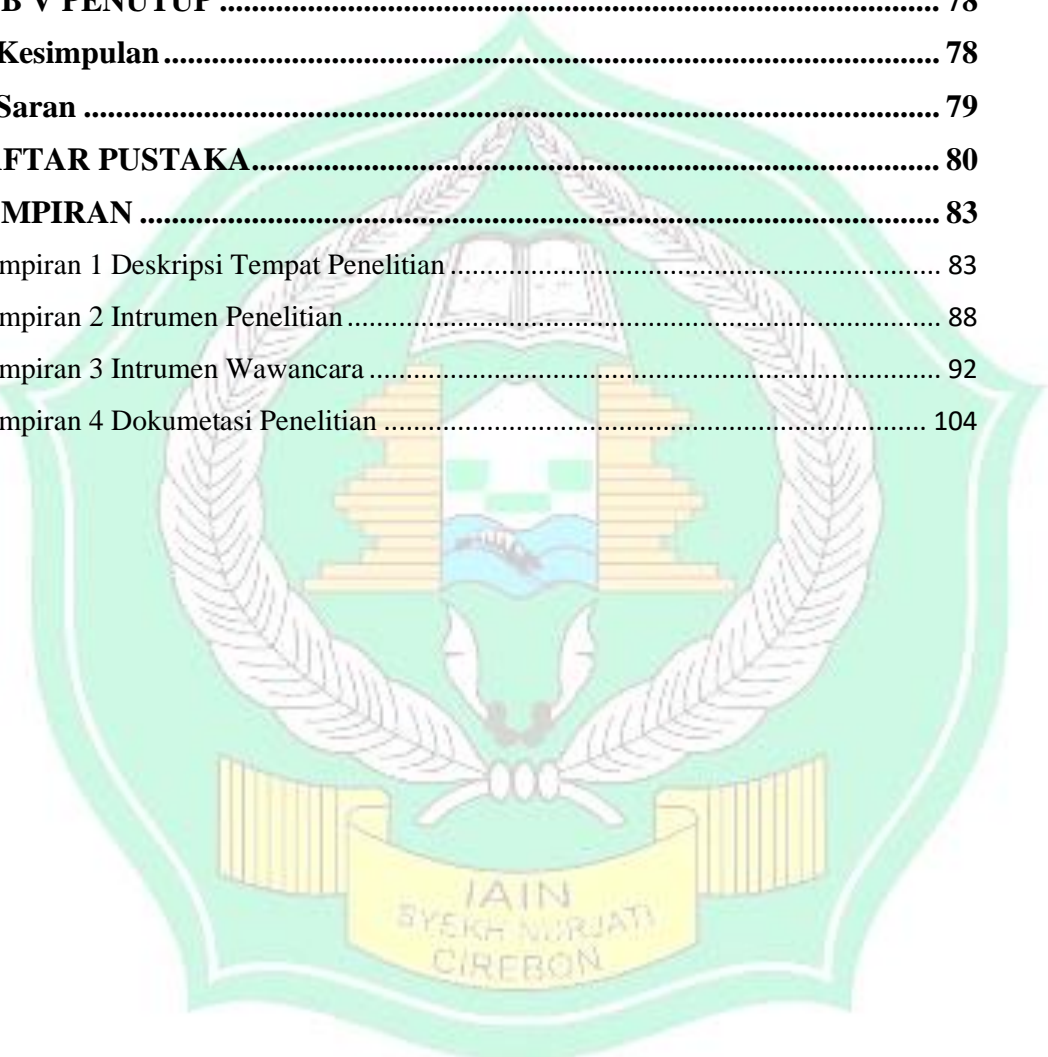 B V PENUTUP ........................................................................................... 78
Kesimpulan .................................................................................................. 78
Saran ............................................................................................................ 79
AFTAR PUSTAKA ....................................................................................... 80
MPIRAN ..................................................................................................... 83
mpiran 1 Deskripsi Tempat Penelitian ................................................................... 83
mpiran 2 Intrumen Penelitian ................................................................................ 88
mpiran 3 Intrumen Wawancara ............................................................................. 92
mpiran 4 Dokumetasi Penelitian ......................................................................... 104
IAIN
SYEKH NURJATI
CIREBON